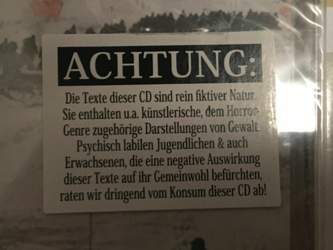 ACHTUNG:
Die Texte dieser CD sind rein fiktiver Natur.
Sie enthalten u.a. künstlerische, dem Horror-
Genre zugehörige Darstellungen von Gewalt.
Psychisch labilen Jugendlichen & auch
Erwachsenen, die eine negative Auswirkung
dieser Texte auf ihr Gemeinwohl befürchten,
raten wir dringend vom Konsum dieser CD ab!